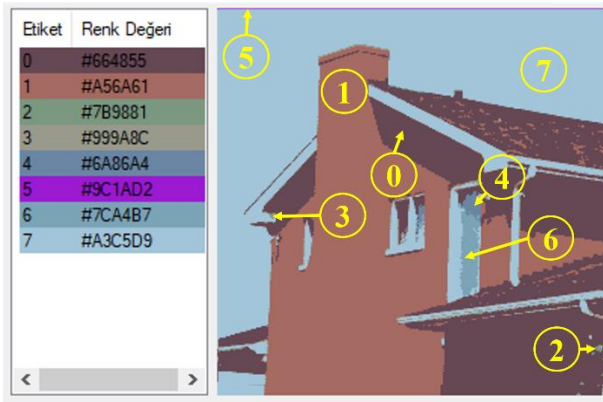 Etiket Renk Değeri
0 #664855
1 #A56A61
2 #7B9881
3 #999A8C
4 #6A86A4
5 #9C1AD2
6 #7CA4B7
7 #A3C5D9
5
7
1
0
4
3
6
2